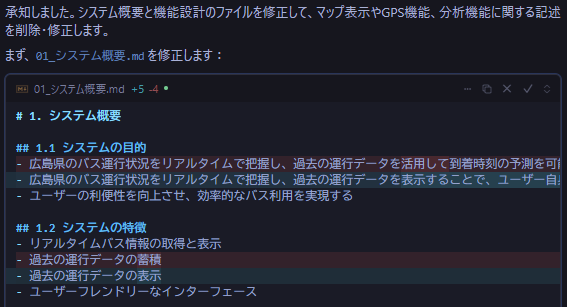 承知しました。システム概要と機能設計のファイルを修正して、マップ表示やGPS機能、分析機能に関する記述
を削除・修正します。
まず、01_システム概要.md を修正します：
01_システム概要.md +5 -4
# 1. システム概要
## 1.1 システムの目的
- 広島県のバス運行状況をリアルタイムで把握し、過去の運行データを活用して到着時刻の予測を可
- 広島県のバス運行状況をリアルタイムで把握し、過去の運行データを表示することで、ユーザー自
- ユーザーの利便性を向上させ、効率的なバス利用を実現する
## 1.2 システムの特徴
- リアルタイムバス情報の取得と表示
- 過去の運行データの蓄積
- 過去の運行データの表示
- ユーザーフレンドリーなインターフェース